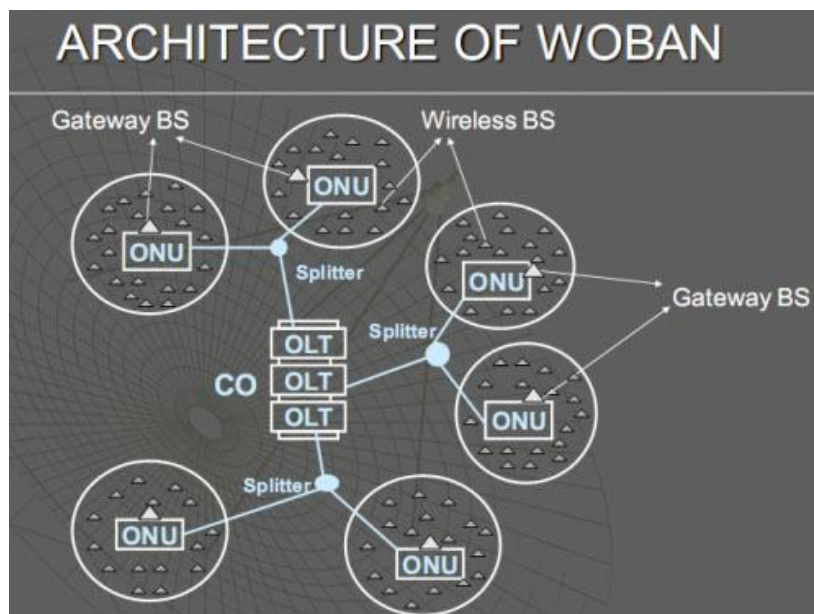 ARCHITECTURE OF WOBAN
Gateway BS
Wireless BS
ONU
ONU
ONU
Splitter
Gateway BS
Splitter
OLT
CO
OLT
OLT
ONU
Splitter
ONU
ONU